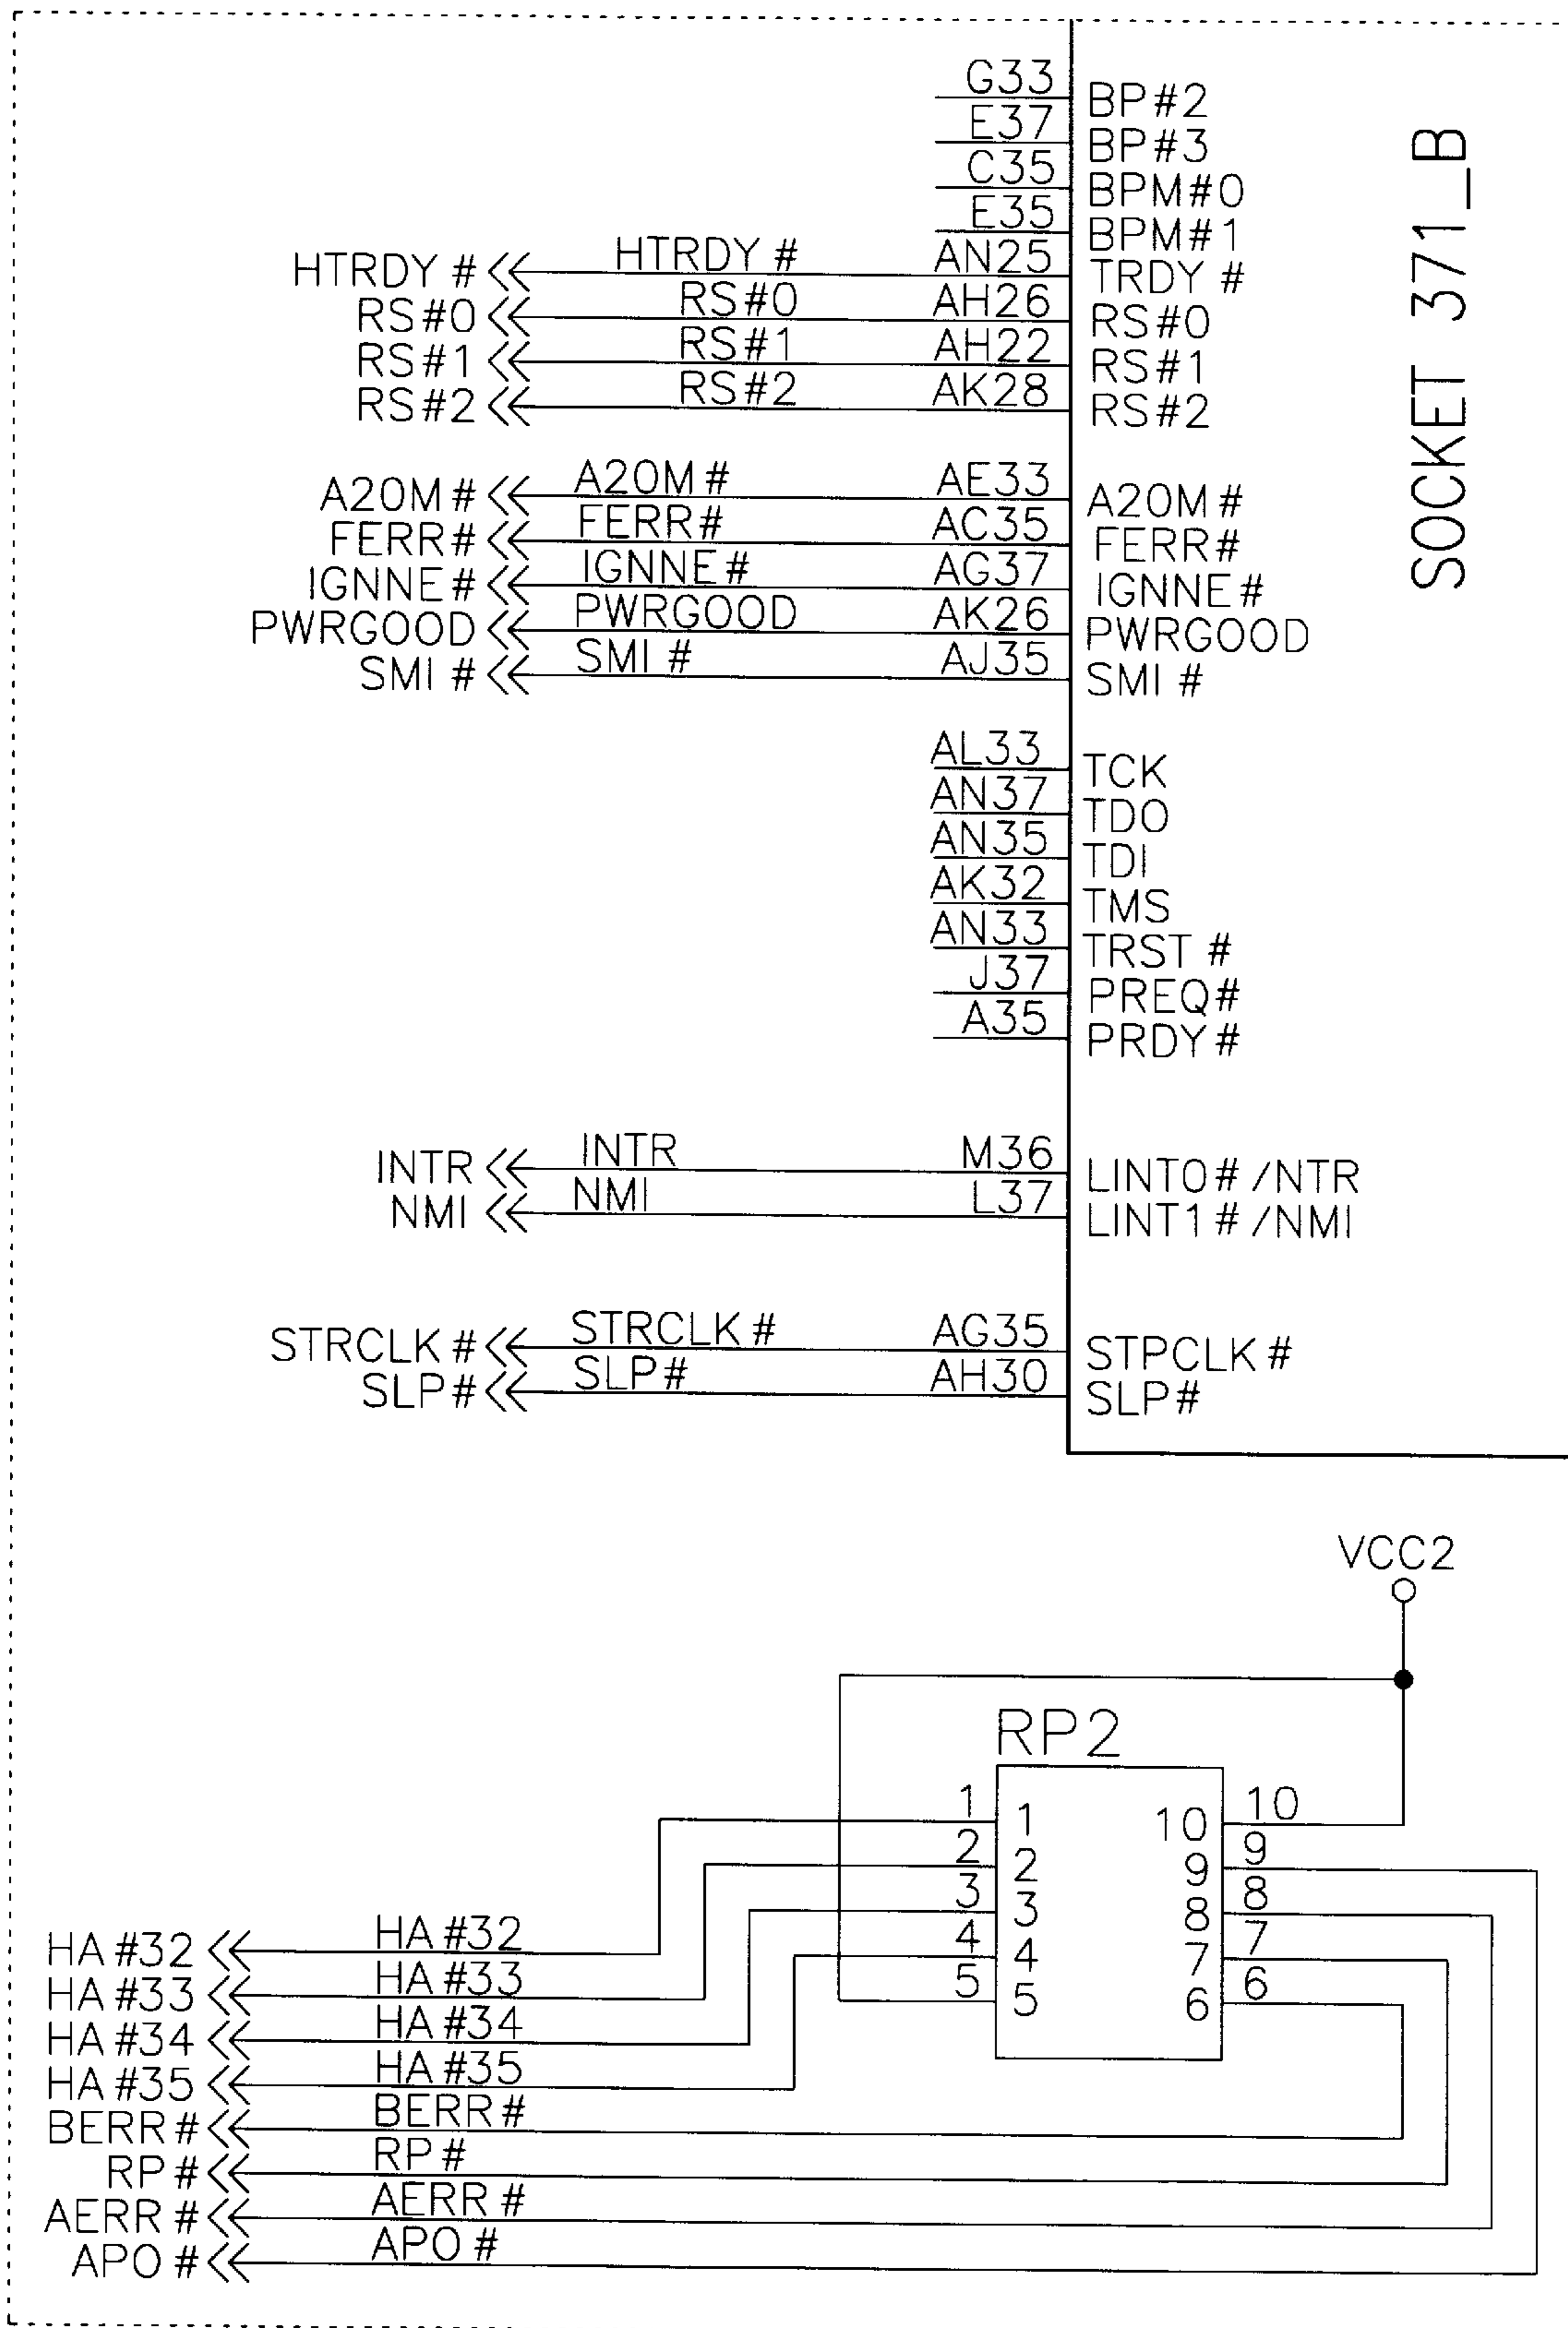 G33 BP#2
E37 BP#3
C35 BPM#0
E35 BPM#1
HTRDY # HTRDY # AN25 TRDY #
RS#0 RS#0 AH26 RS#0
RS#1 RS#1 AH22 RS#1
RS#2 RS#2 AK28 RS#2
SOCKET 371_B
A20M# A20M# AE33 A20M#
FERR# FERR# AC35 FERR#
IGNNE# IGNNE# AG37 IGNNE#
PWRGOOD PWRGOOD AK26 PWRGOOD
SMI # SMI # AJ35 SMI #
AL33 TCK
AN37 TDO
AN35 TDI
AK32 TMS
AN33 TRST #
J37 PREQ#
A35 PRDY#
INTR INTR M36 LINT0# /NTR
NMI NMI L37 LINT1 # /NMI
STRCLK # STRCLK # AG35 STPCLK #
SLP# SLP# AH30 SLP#
VCC2
RP2
1 1 10 10
2 2 9 9
3 3 8 8
4 4 7 7
5 5 6 6
HA #32 HA #32
HA #33 HA #33
HA #34 HA #34
HA #35 HA #35
BERR # BERR #
RP # RP #
AERR # AERR #
APO # APO #